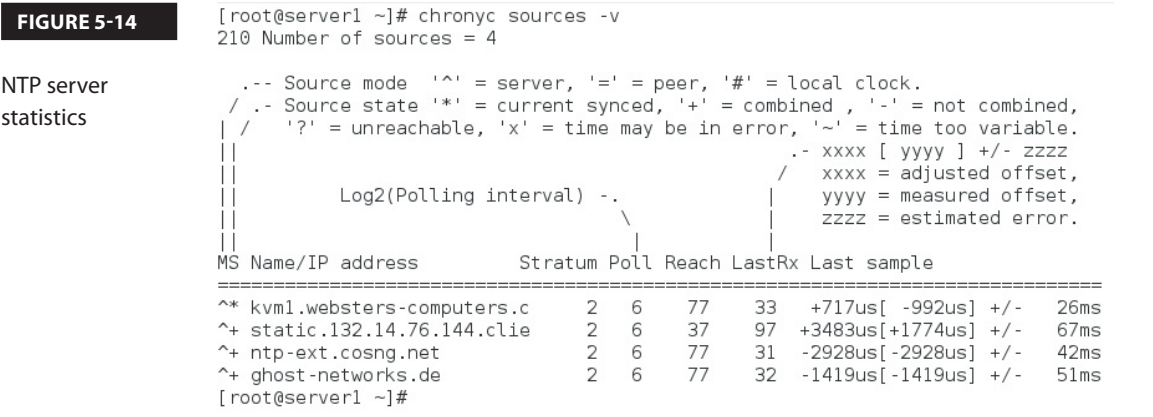 FIGURE 5-14
NTP server
statistics
[root@server1 ~]# chronyc sources -v
210 Number of sources = 4
.-- Source mode '^' = server, '=' = peer, '#' = local clock.
/ .- Source state '*' = current synced, '+' = combined , '-' = not combined,
| / '?' = unreachable, 'x' = time may be in error, '~' = time too variable.
|| .- xxxx [ yyyy ] +/- zzzz
|| / xxxx = adjusted offset,
|| Log2(Polling interval) -. | yyyy = measured offset,
|| \ | zzzz = estimated error.
|| | |
MS Name/IP address Stratum Poll Reach LastRx Last sample
===============================================================================
^* kvm1.websters-computers.c 2 6 77 33 +717us[ -992us] +/- 26ms
^+ static.132.14.76.144.clie 2 6 37 97 +3483us[+1774us] +/- 67ms
^+ ntp-ext.cosng.net 2 6 77 31 -2928us[-2928us] +/- 42ms
^+ ghost-networks.de 2 6 77 32 -1419us[-1419us] +/- 51ms
[root@server1 ~]#